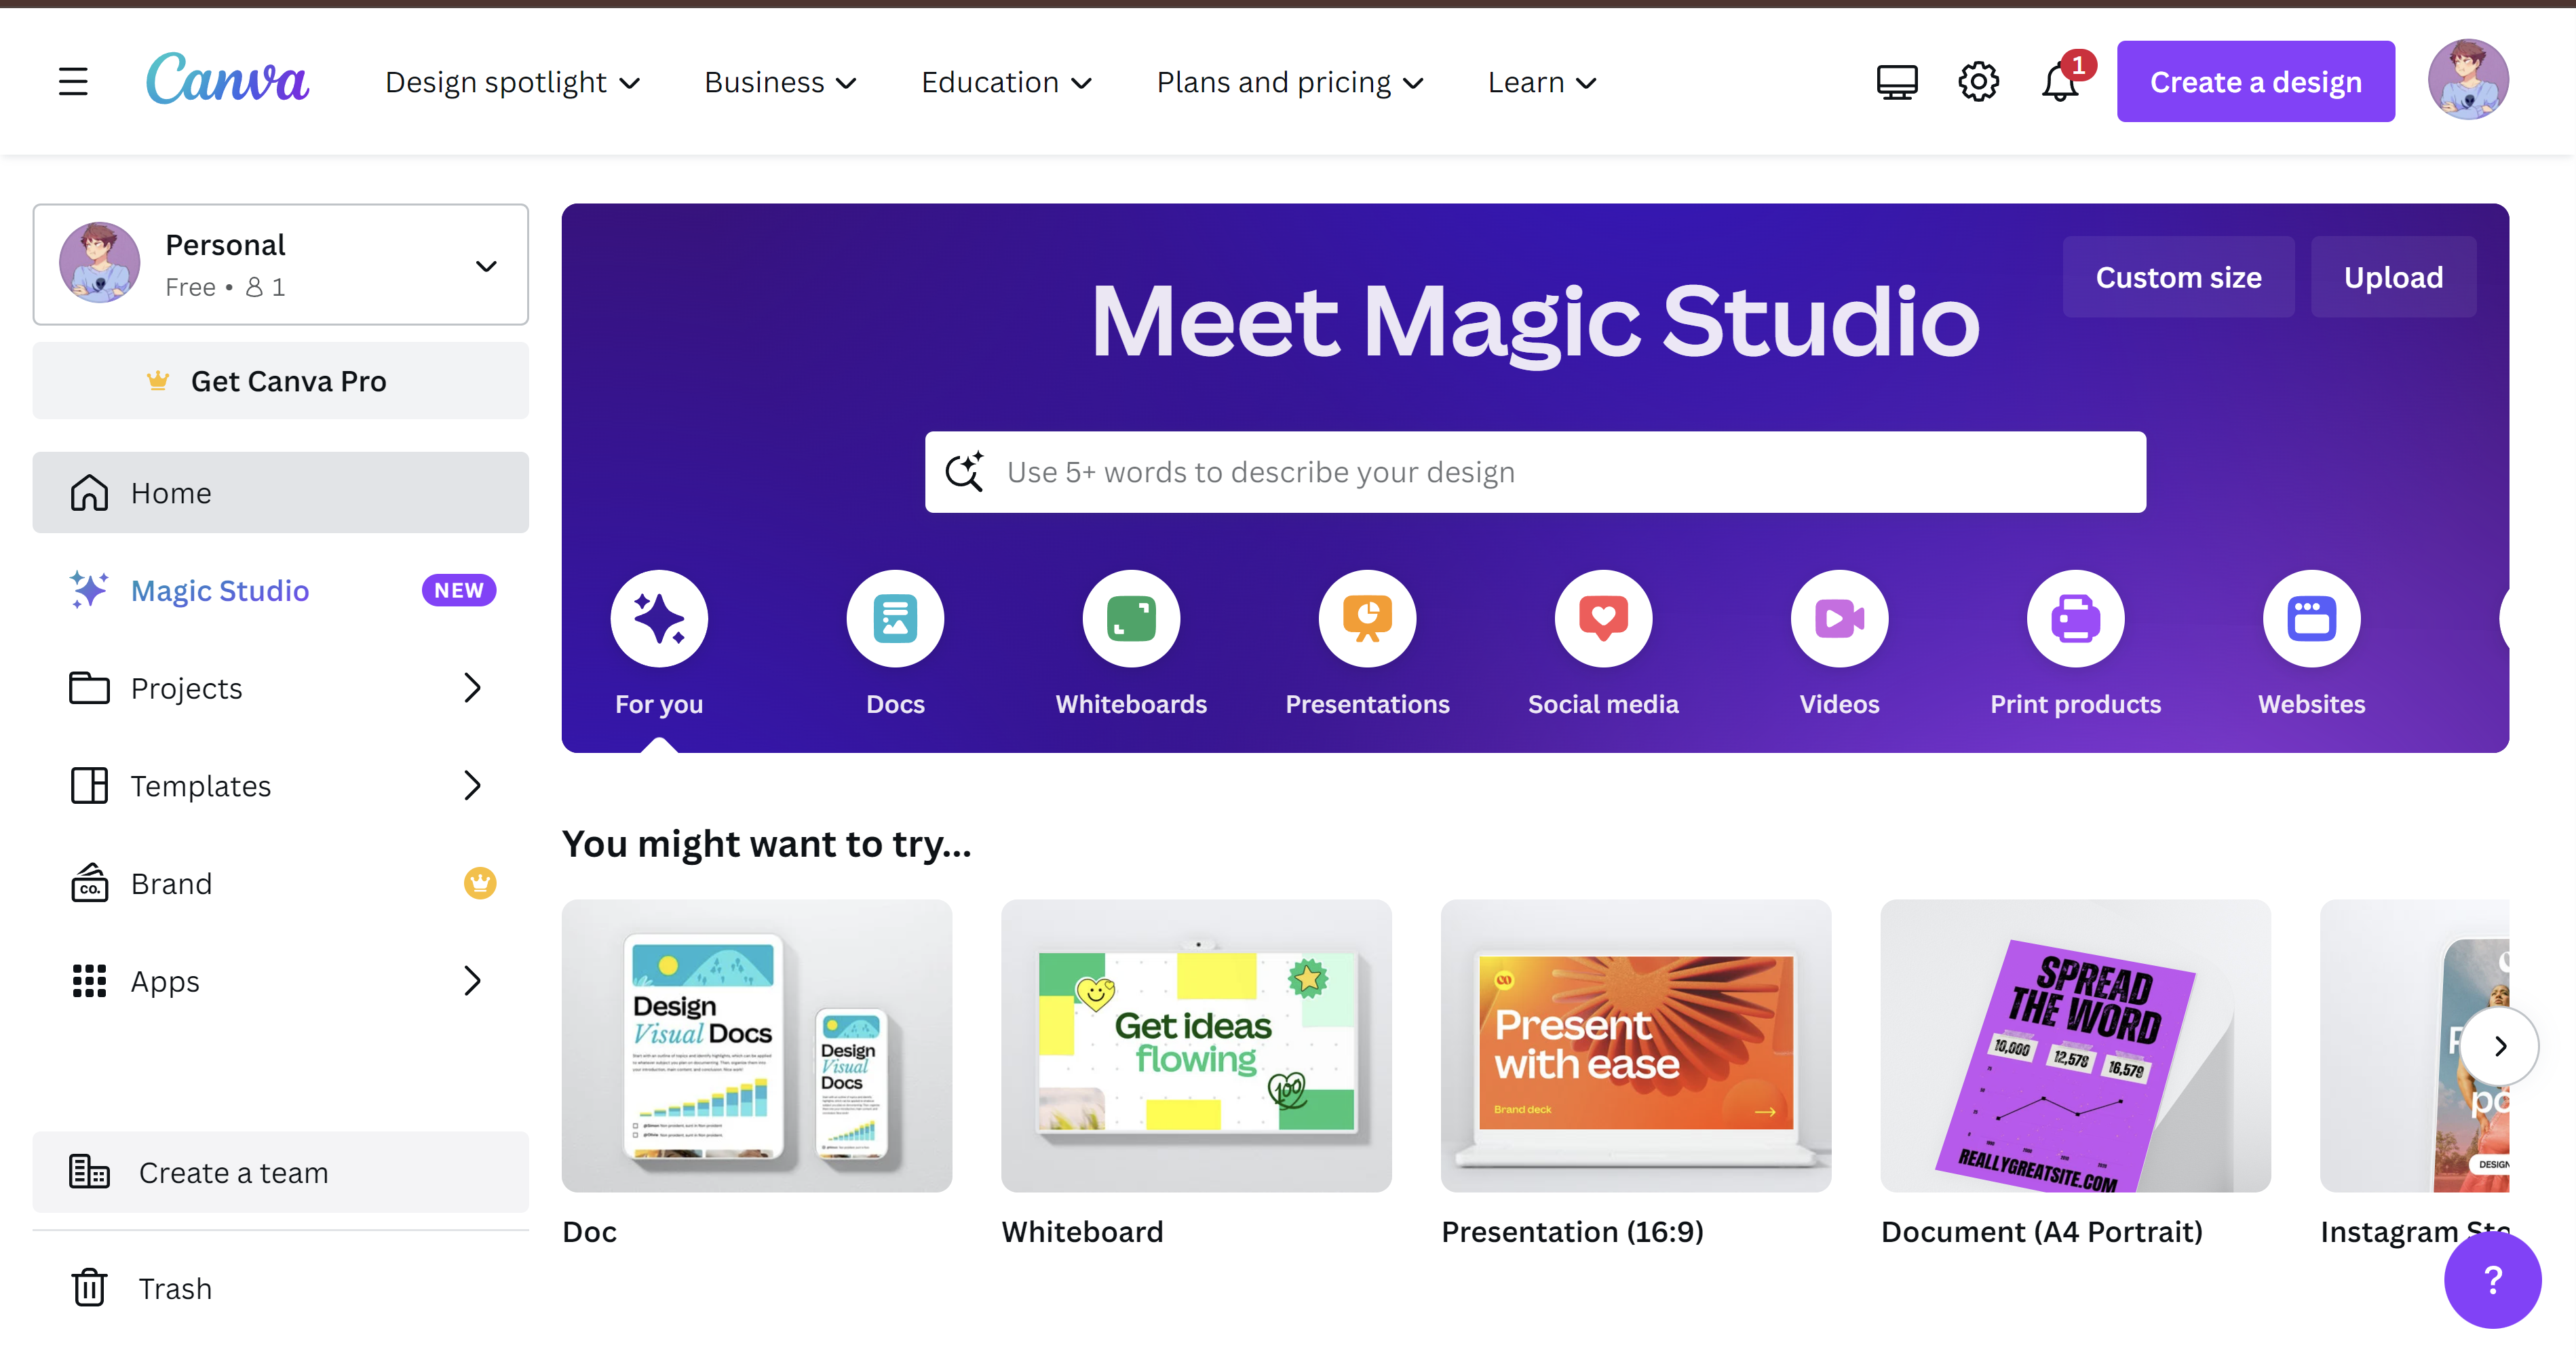 Canva
Design spotlight
Business
Education
Plans and pricing
Learn
1
Create a design
Personal
Free • 1
Get Canva Pro
Home
Magic Studio
NEW
Projects
Templates
Brand
CO.
Apps
Create a team
Trash
Custom size
Upload
Meet Magic Studio
Use 5+ words to describe your design
For you
Docs
Whiteboards
Presentations
Social media
Videos
Print products
Websites
You might want to try...
Design
Visual Docs
Design
Visual
Docs
Doc
Get ideas
flowing
100
Whiteboard
Present
with ease
Brand deck
Presentation (16:9)
SPREAD
THE WORD
10,000
12,578
16,579
REALLYGREATSITE.COM
Document (A4 Portrait)
DESIGN
Instagram
?